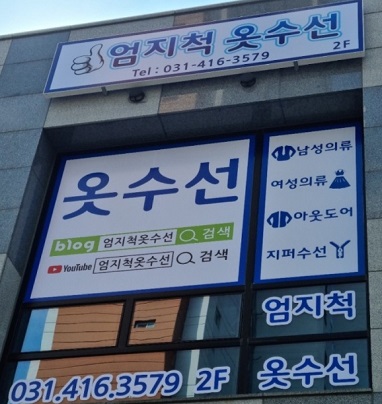 엄지척 옷수선
Tel : 031-416-3579 2F
옷수선
blog 엄지척옷수선 검색
YouTube 엄지척옷수선 검색
남성의류
여성의류
아웃도어
지퍼수선
엄지척
031.416.3579 2F 옷수선